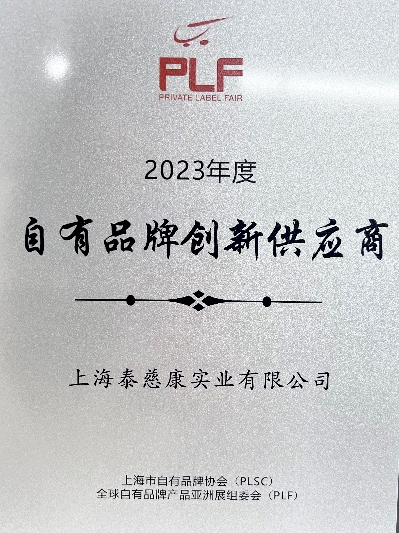 PLF
PRIVATE LABEL FAIR
2023年度
自有品牌创新供应商
上海泰慈康实业有限公司
上海市自有品牌协会（PLSC）
全球自有品牌产品亚洲展组委会（PLF）